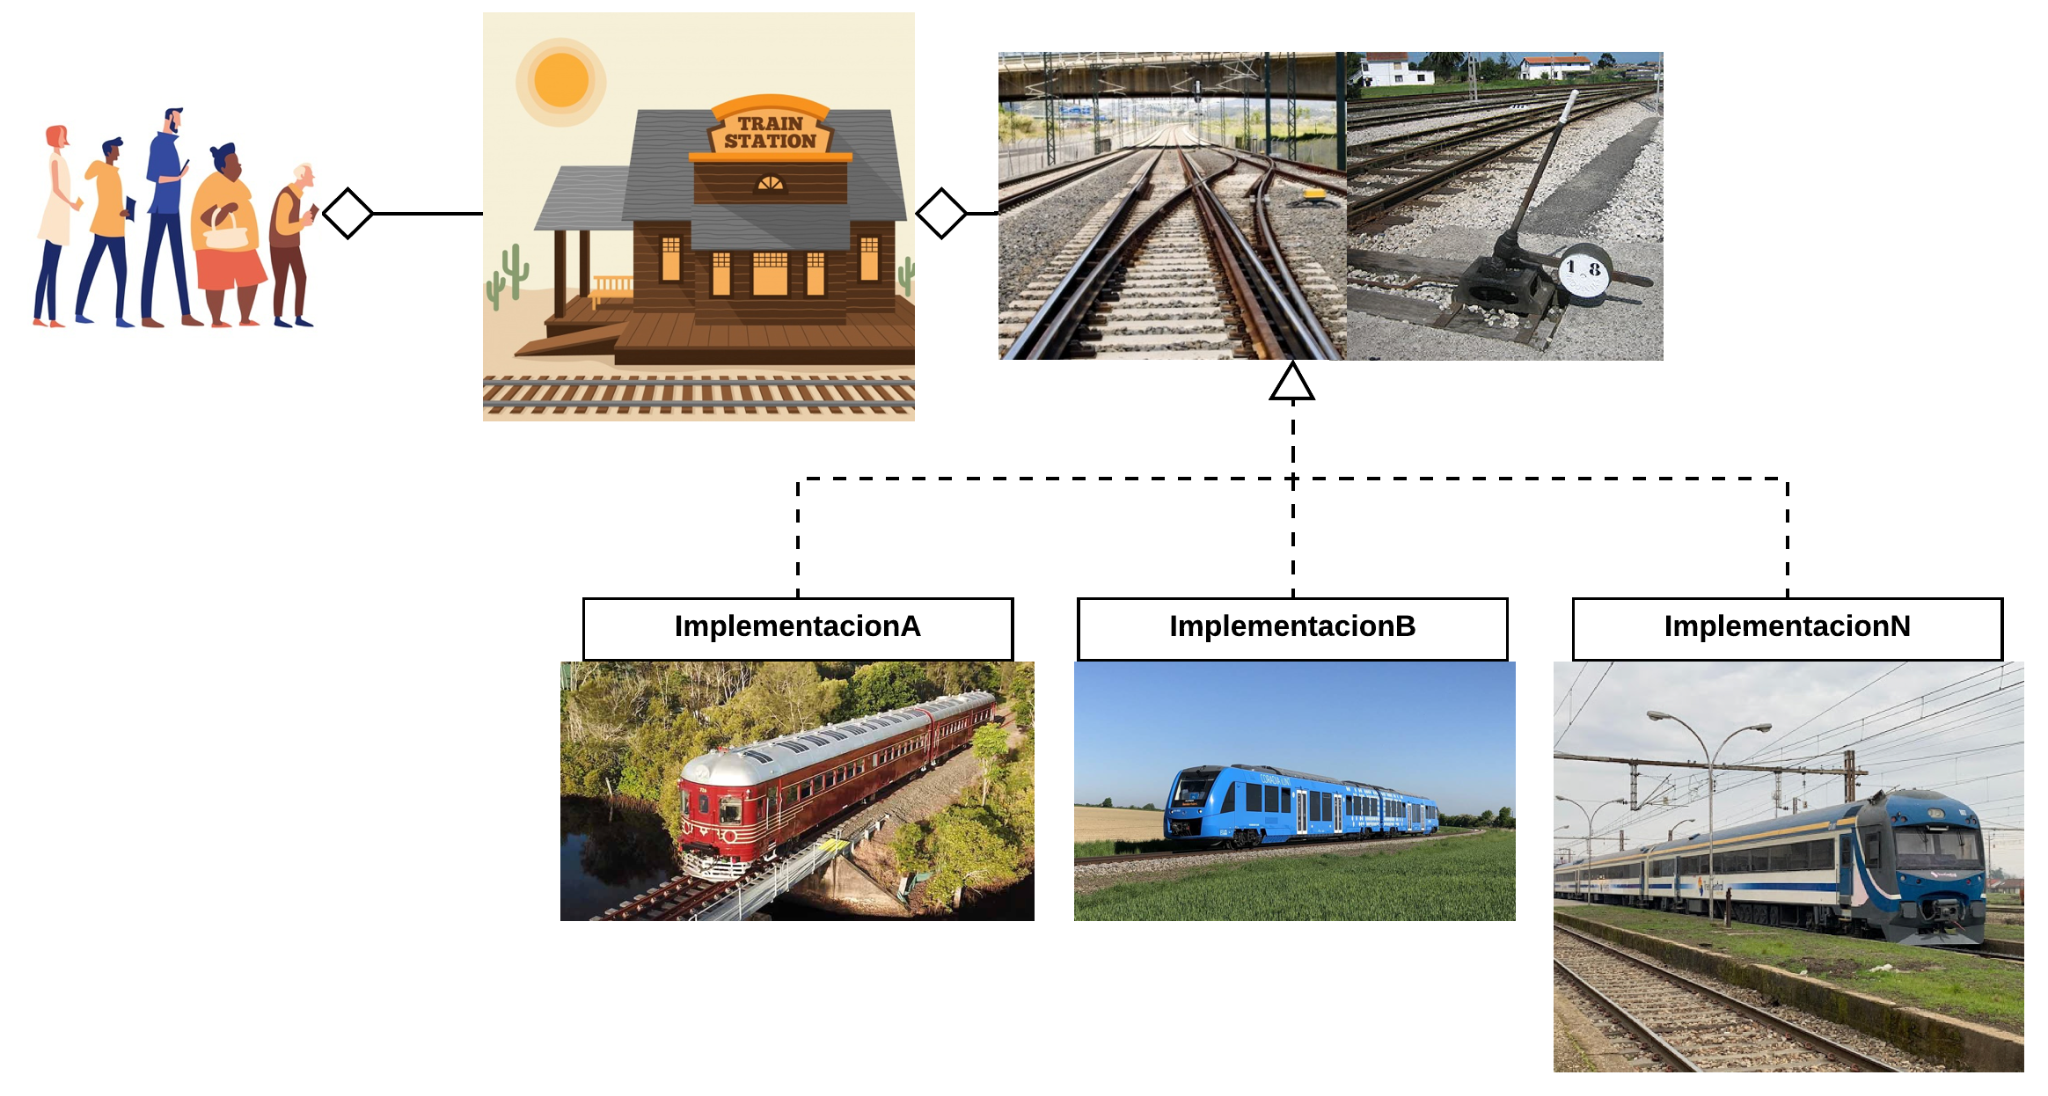 TRAIN
STATION
1 8
ImplementacionA
ImplementacionB
ImplementacionN